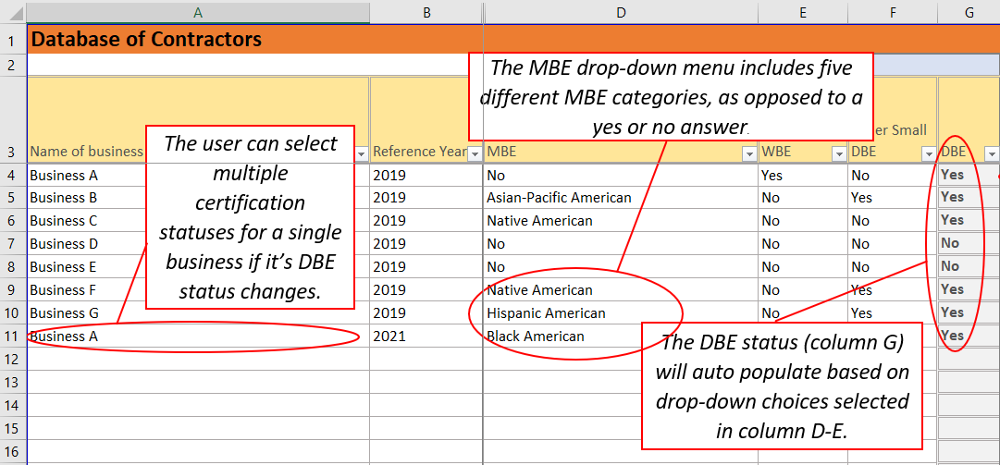 A B D E F G
1 Database of Contractors
2
The MBE drop-down menu includes five
different MBE categories, as opposed to a
yes or no answer.
The user can select
multiple
certification
statuses for a single
business if it’s DBE
status changes.
er Small
3 Name of business Reference Year MBE WBE DBE DBE
4 Business A 2019 No Yes No Yes
5 Business B 2019 Asian-Pacific American No Yes Yes
6 Business C 2019 Native American No No Yes
7 Business D 2019 No No No No
8 Business E 2019 No No No No
9 Business F 2019 Native American No Yes Yes
10 Business G 2019 Hispanic American No Yes Yes
11 Business A 2021 Black American Yes
The DBE status (column G)
will auto populate based on
drop-down choices selected
in column D-E.
12
13
14
15
16